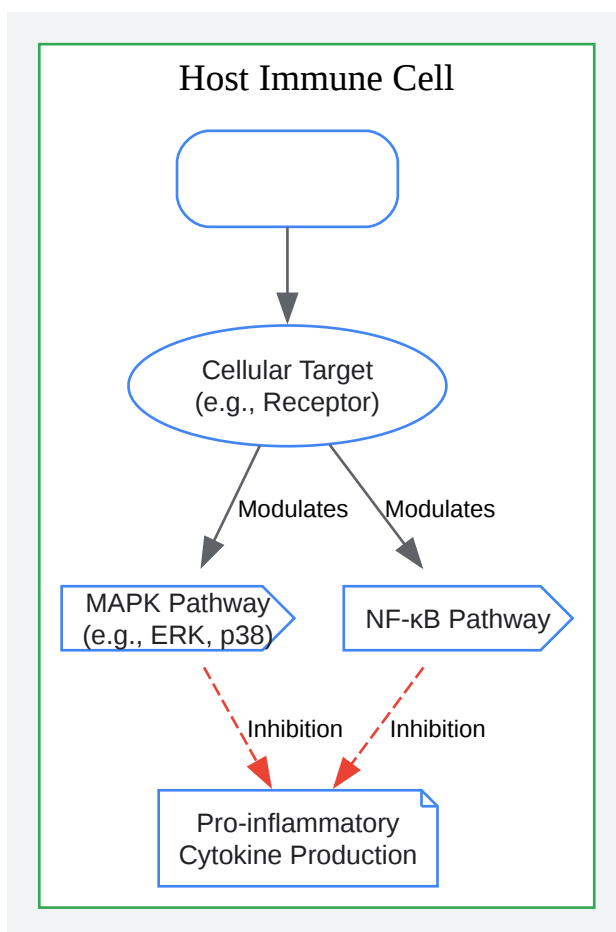 Host Immune Cell
Cellular Target
(e.g., Receptor)
Modulates
Modulates
MAPK Pathway
(e.g., ERK, p38)
NF-κB Pathway
Inhibition
Inhibition
Pro-inflammatory
Cytokine Production